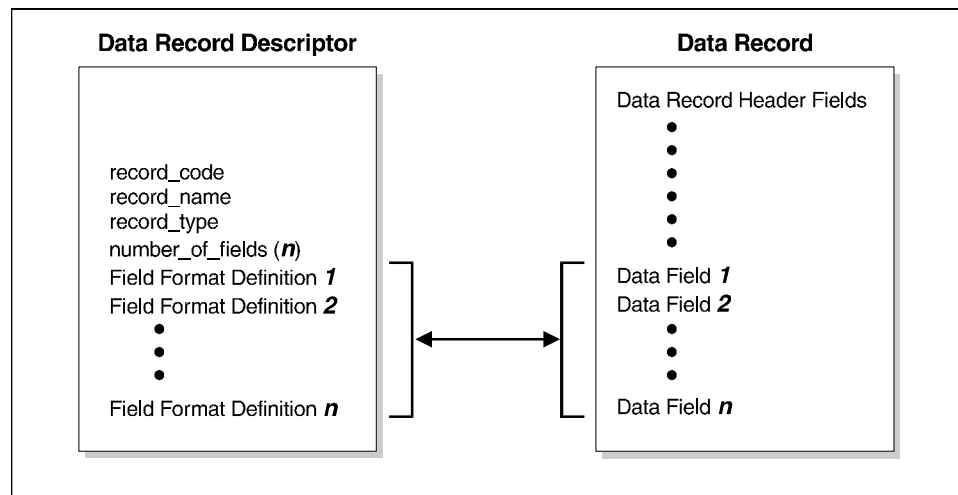 Data Record Descriptor
record_code
record_name
record_type
number_of_fields (n)
Field Format Definition 1
Field Format Definition 2
Field Format Definition n
Data Record
Data Record Header Fields
Data Field 1
Data Field 2
Data Field n